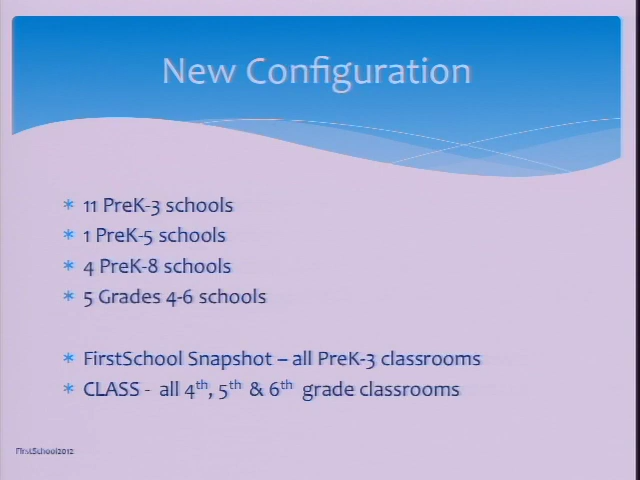 New Configuration
* 11 PreK-3 schools
* 1 PreK-5 schools
* 4 PreK-8 schools
* 5 Grades 4-6 schools
* FirstSchool Snapshot – all PreK-3 classrooms
* CLASS - all 4th, 5th & 6th grade classrooms
FirstSchool2012